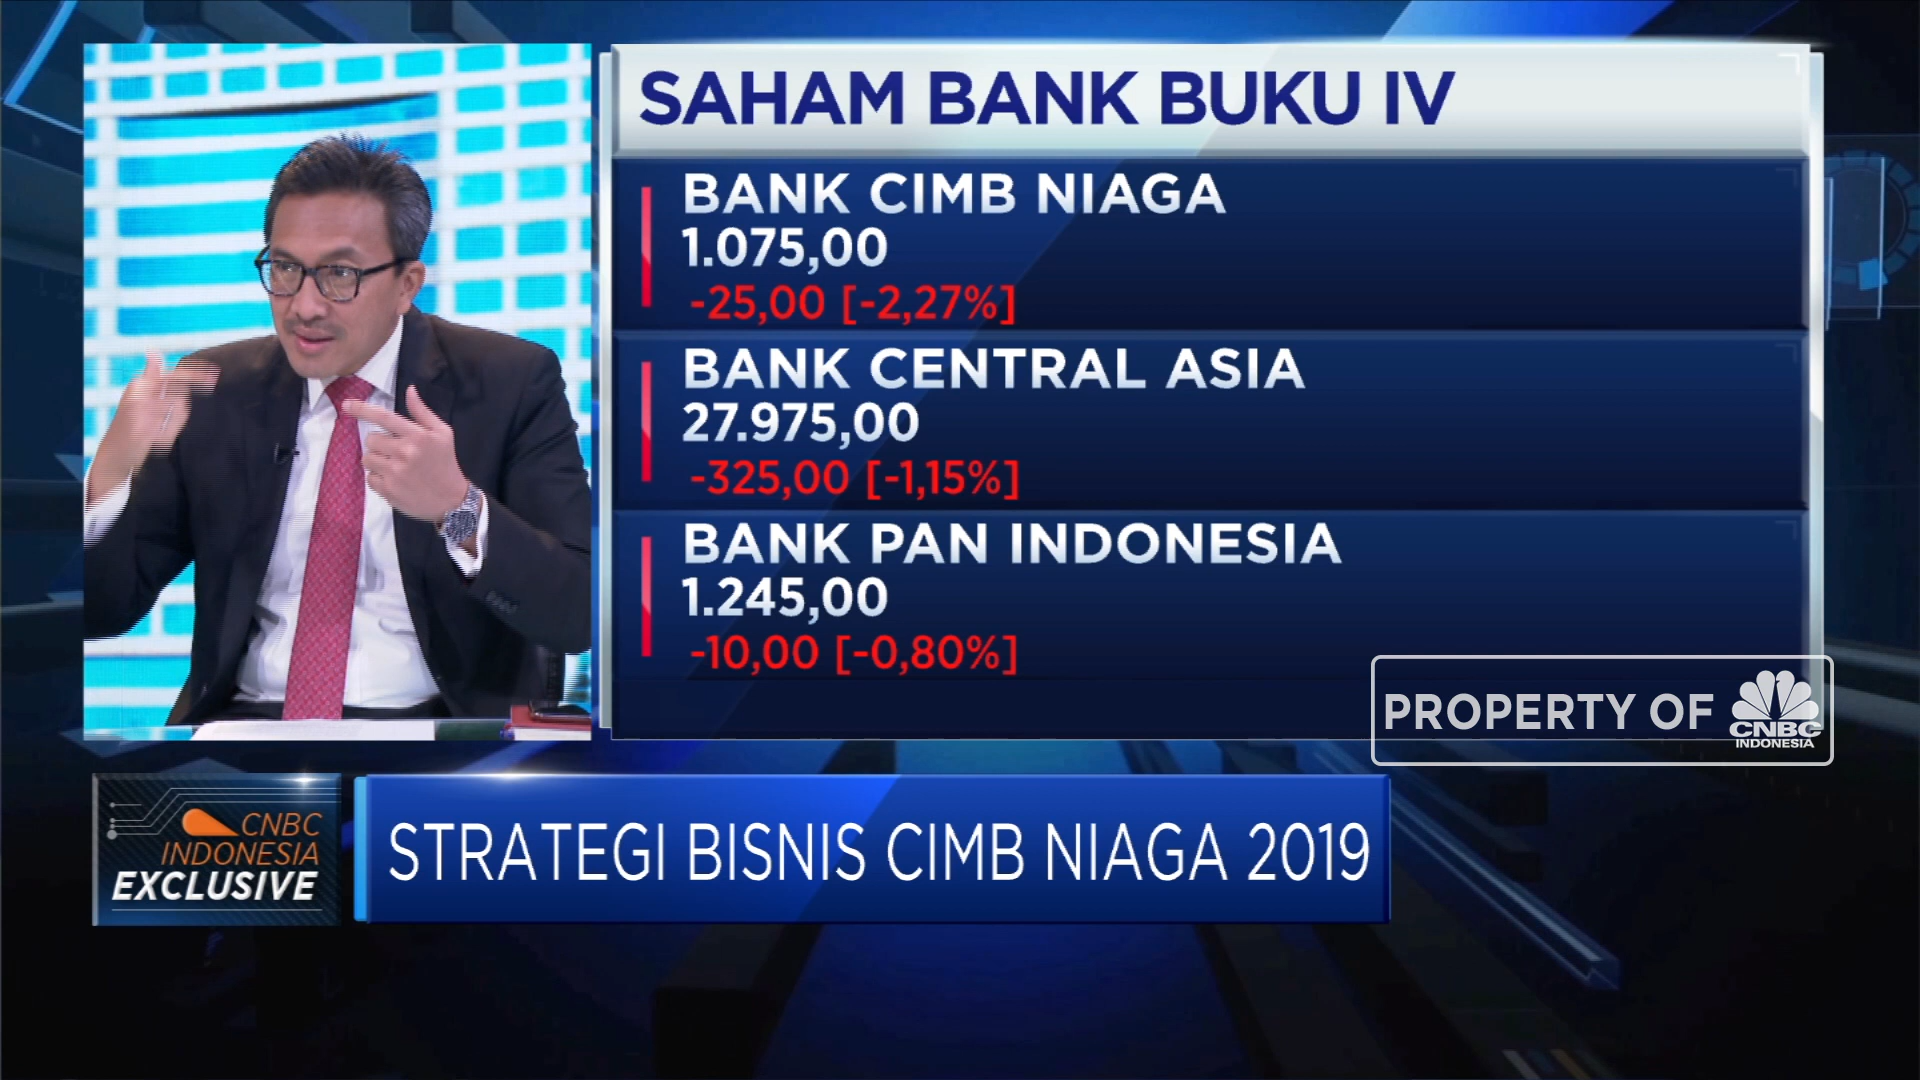 SAHAM BANK BUKU IV
BANK CIMB NIAGA
1.075,00
-25,00 [-2,27%]
BANK CENTRAL ASIA
27.975,00
-325,00 [-1,15%]
BANK PAN INDONESIA
1.245,00
-10,00 [-0,80%]
PROPERTY OF
CNBC
INDONESIA
CNBC
INDONESIA
EXCLUSIVE
STRATEGI BISNIS CIMB NIAGA 2019